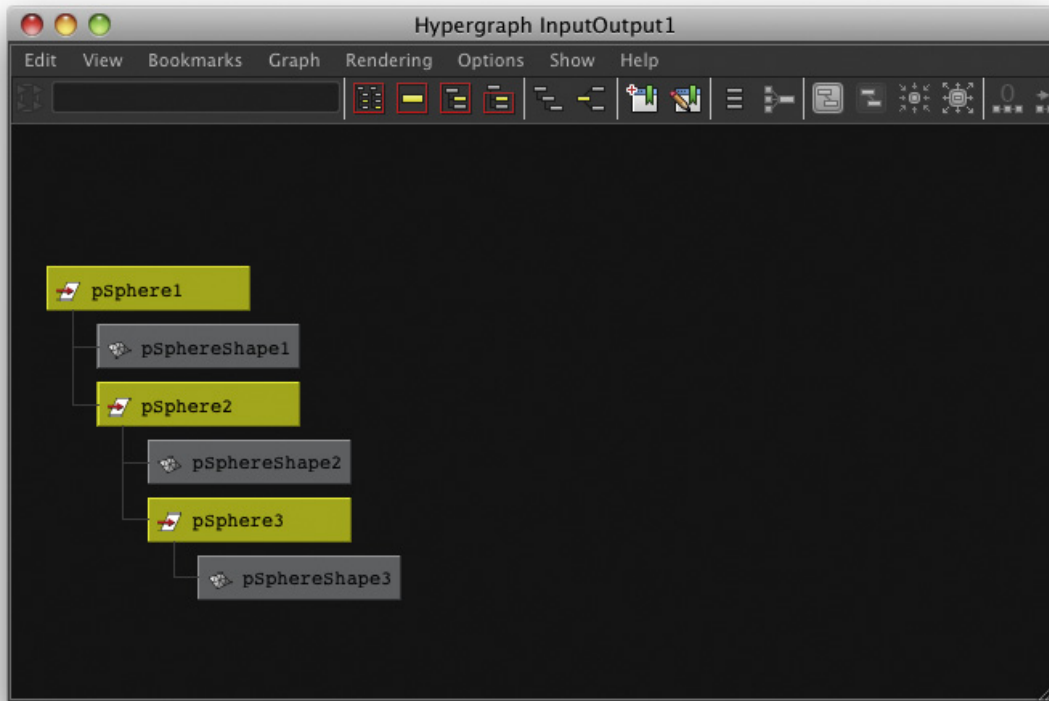 Hypergraph InputOutput1
Edit View Bookmarks Graph Rendering Options Show Help
pSphere1
pSphereShape1
pSphere2
pSphereShape2
pSphere3
pSphereShape3